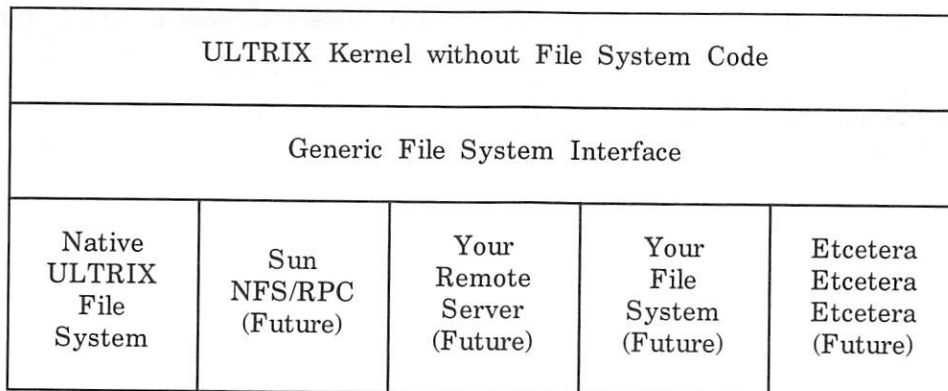 ULTRIX Kernel without File System Code
Generic File System Interface
Native
ULTRIX
File
System
Sun
NFS/RPC
(Future)
Your
Remote
Server
(Future)
Your
File
System
(Future)
Etcetera
Etcetera
Etcetera
(Future)